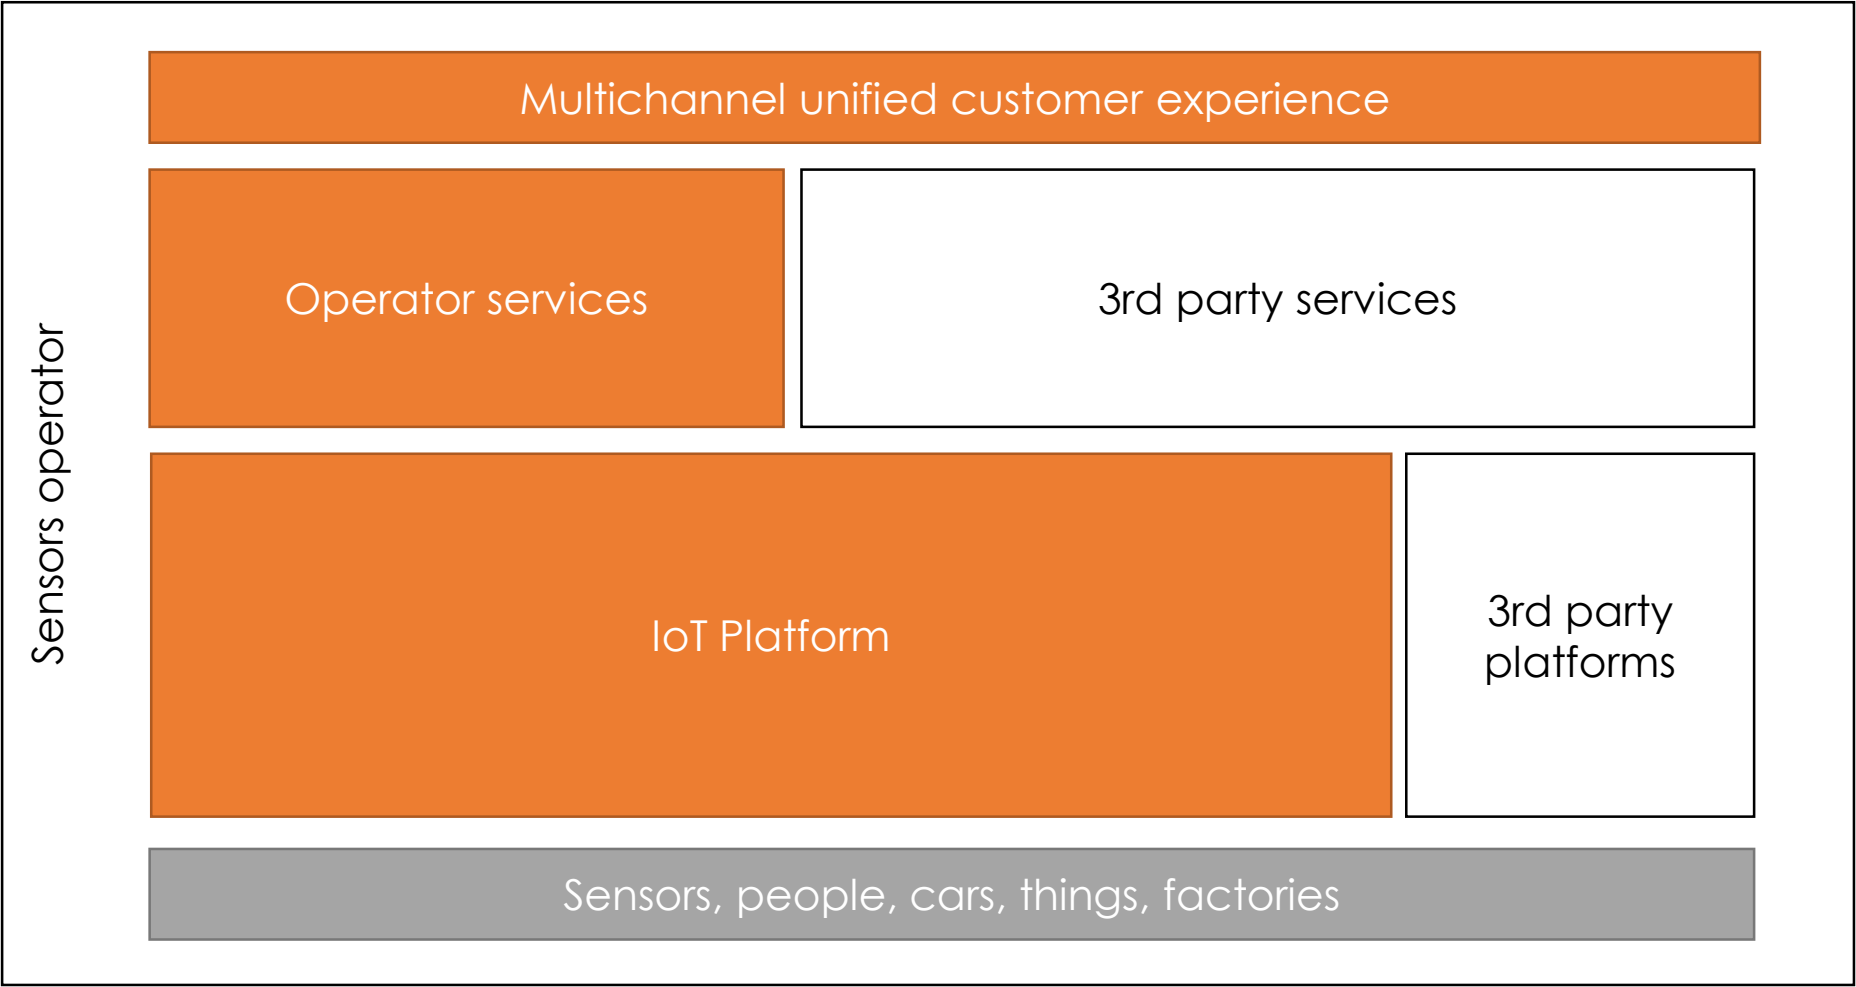 Multichannel unified customer experience
Operator services
3rd party services
Sensors operator
IoT Platform
3rd party
platforms
Sensors, people, cars, things, factories